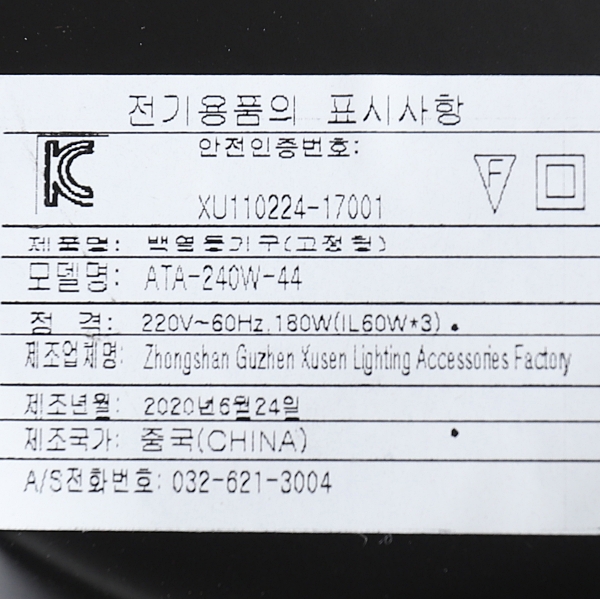 전기용품의 표시사항
안전인증번호:
XU110224-17001
F
제품명: 백열등기구(고정형)
모델명: ATA-240W-44
정 격: 220V~60Hz,180W(IL60W*3)
제조업체명: Zhongshan Guzhen Xusen Lighting Accessories Factory
제조년월: 2020년6월24일
제조국가: 중국(CHINA)
A/S전화번호: 032-621-3004